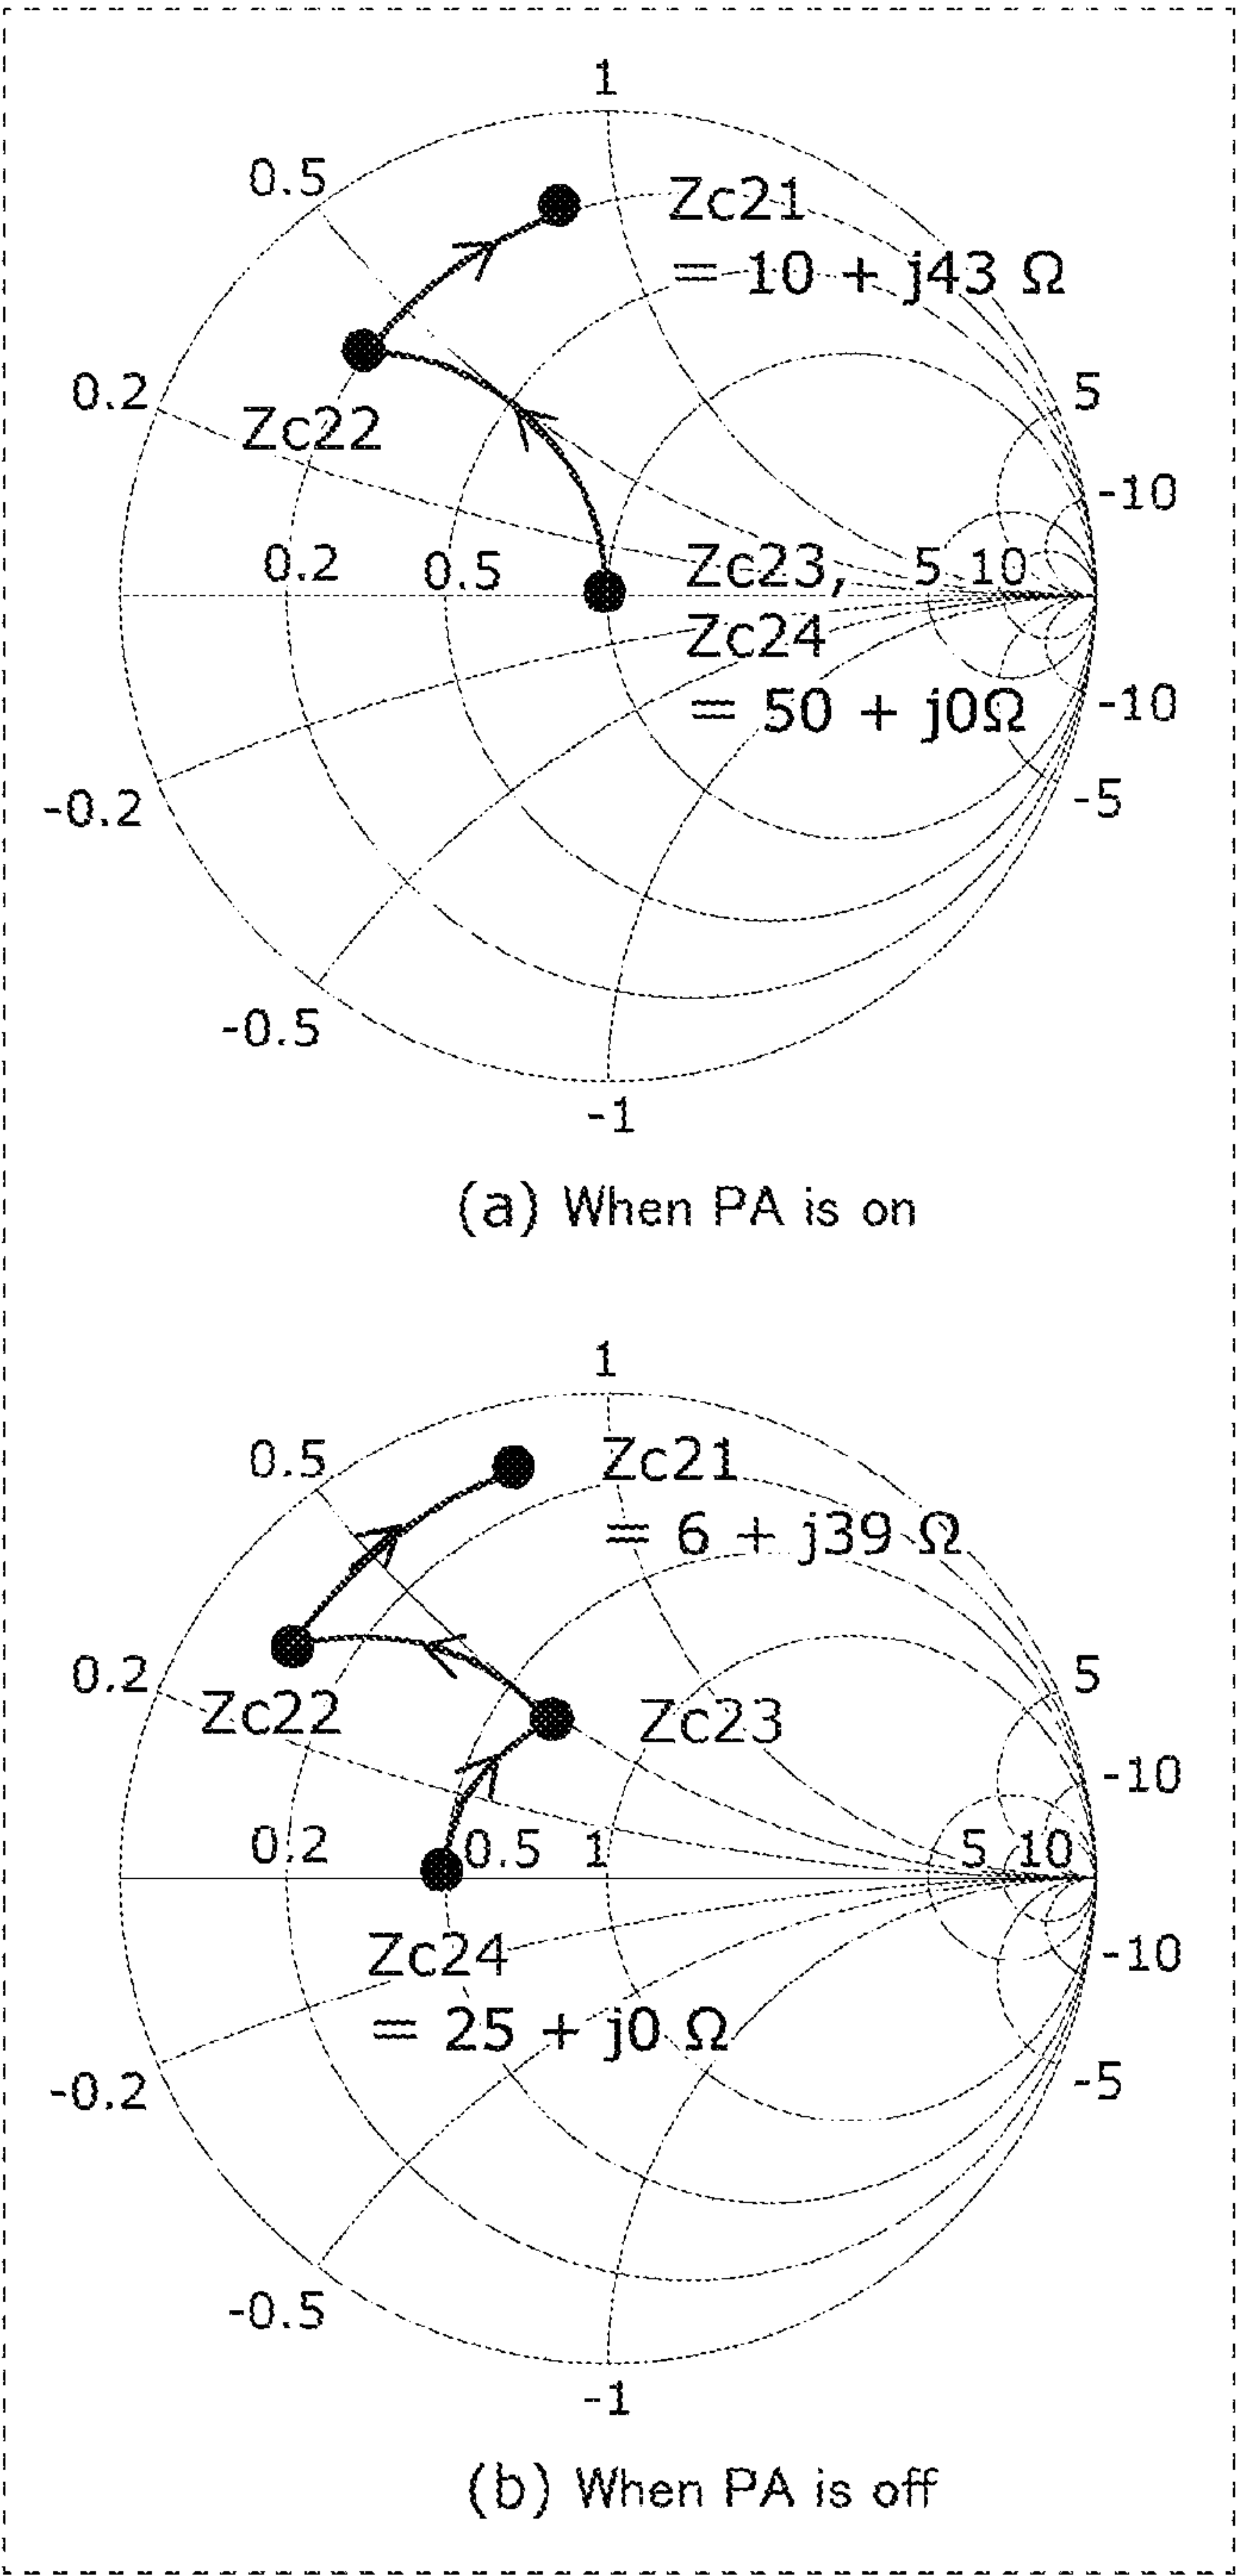 1
0.5
Zc21
= 10 + j43 Ω
0.2
5
Zc22
-10
0.2
0.5
Zc23,
5
10
Zc24
= 50 + j0Ω
-10
-0.2
-5
-0.5
-1
(a) When PA is on
1
0.5
Zc21
= 6 + j39 Ω
0.2
5
Zc22
Zc23
-10
0.2
0.5
1
5
10
Zc24
-10
= 25 + j0 Ω
-0.2
-5
-0.5
-1
(b) When PA is off